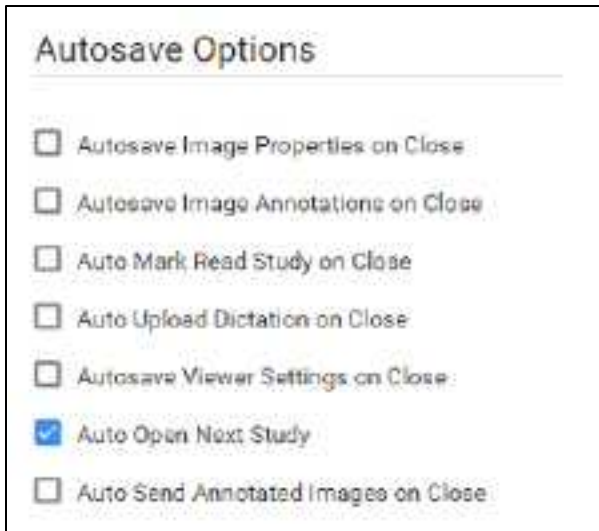 Autosave Options
Autosave Image Properties on Close
Autosave Image Annotations on Close
Auto Mark Read Study on Close
Auto Upload Dictation on Close
Autosave Viewer Settings on Close
Auto Open Next Study
Auto Send Annotated Images on Close